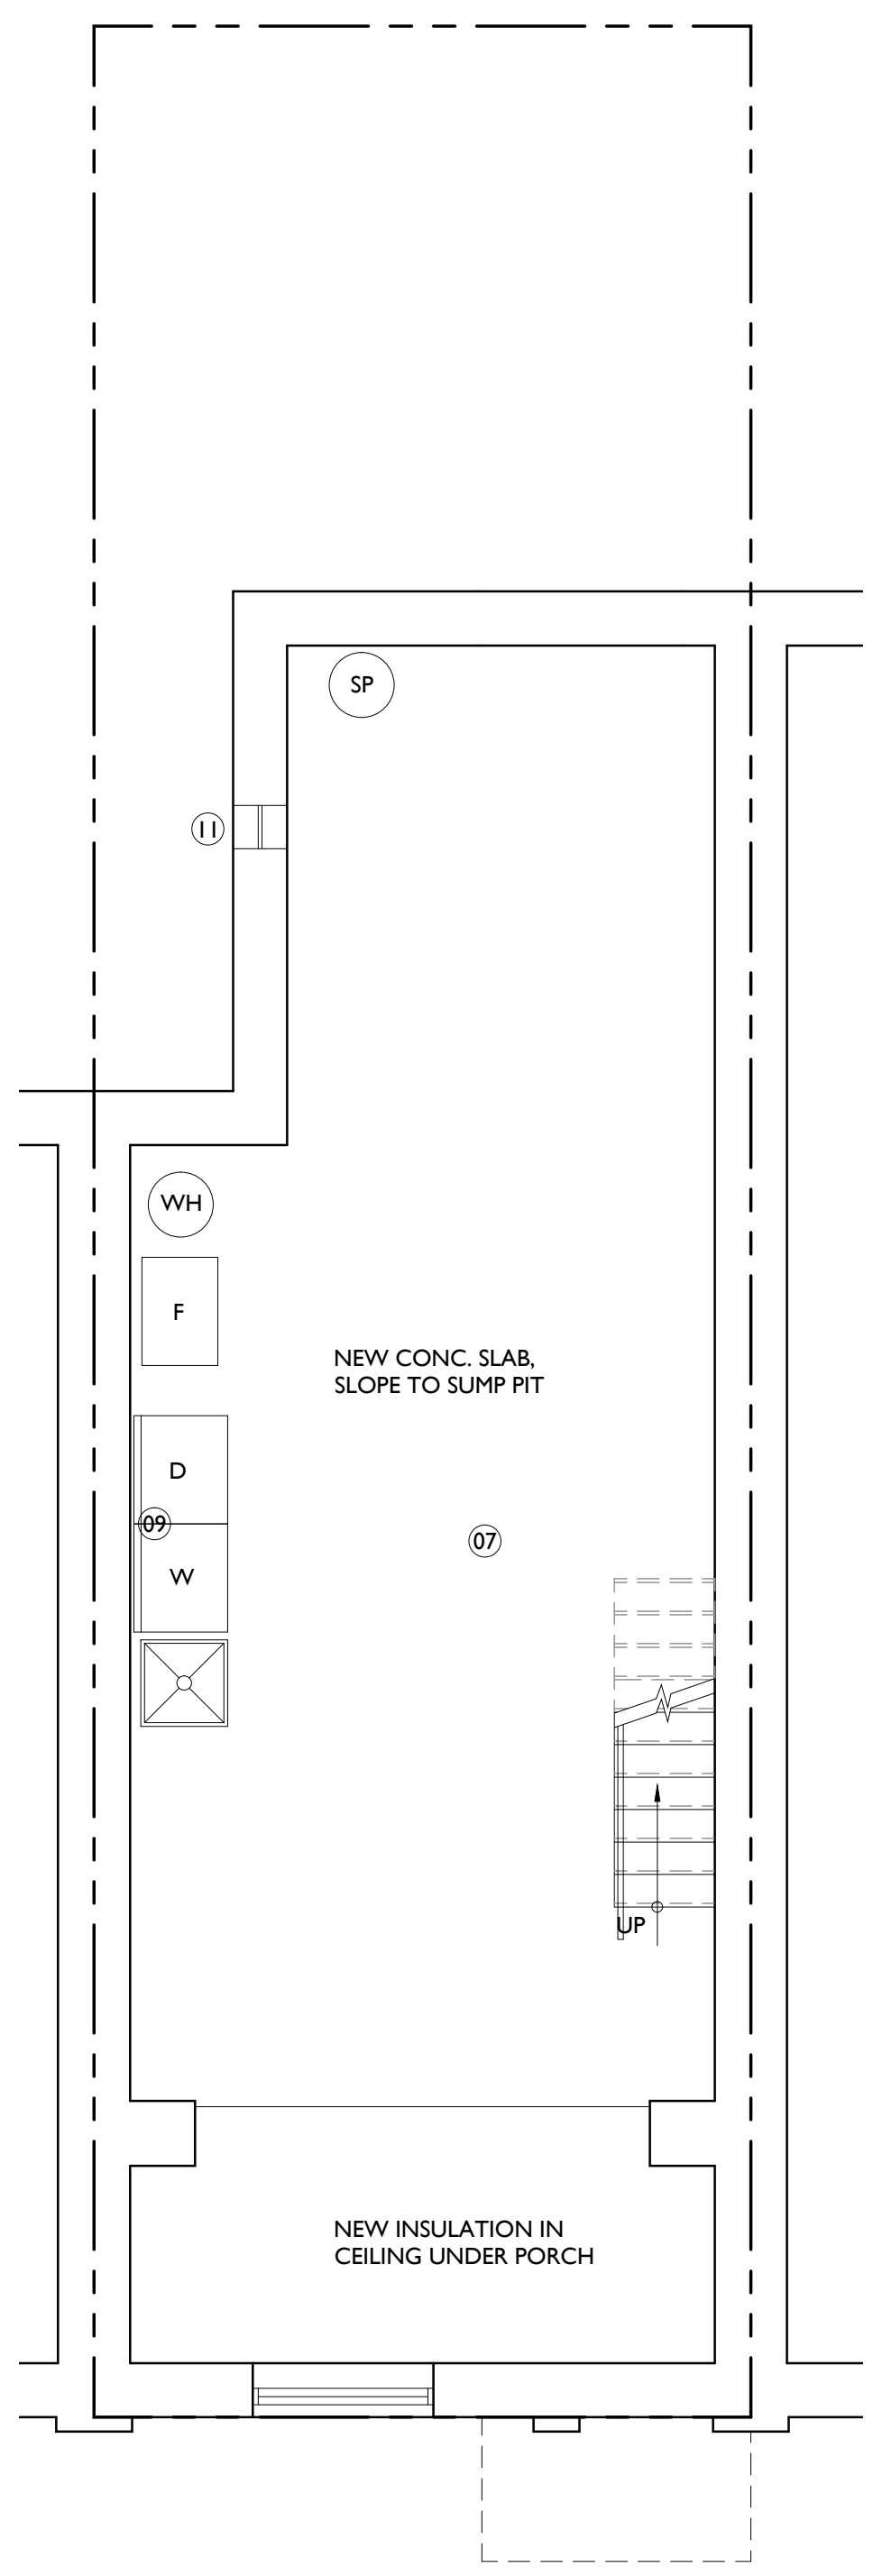 SP
11
WH
F
NEW CONC. SLAB,
SLOPE TO SUMP PIT
D
09
07
W
UP
NEW INSULATION IN
CEILING UNDER PORCH